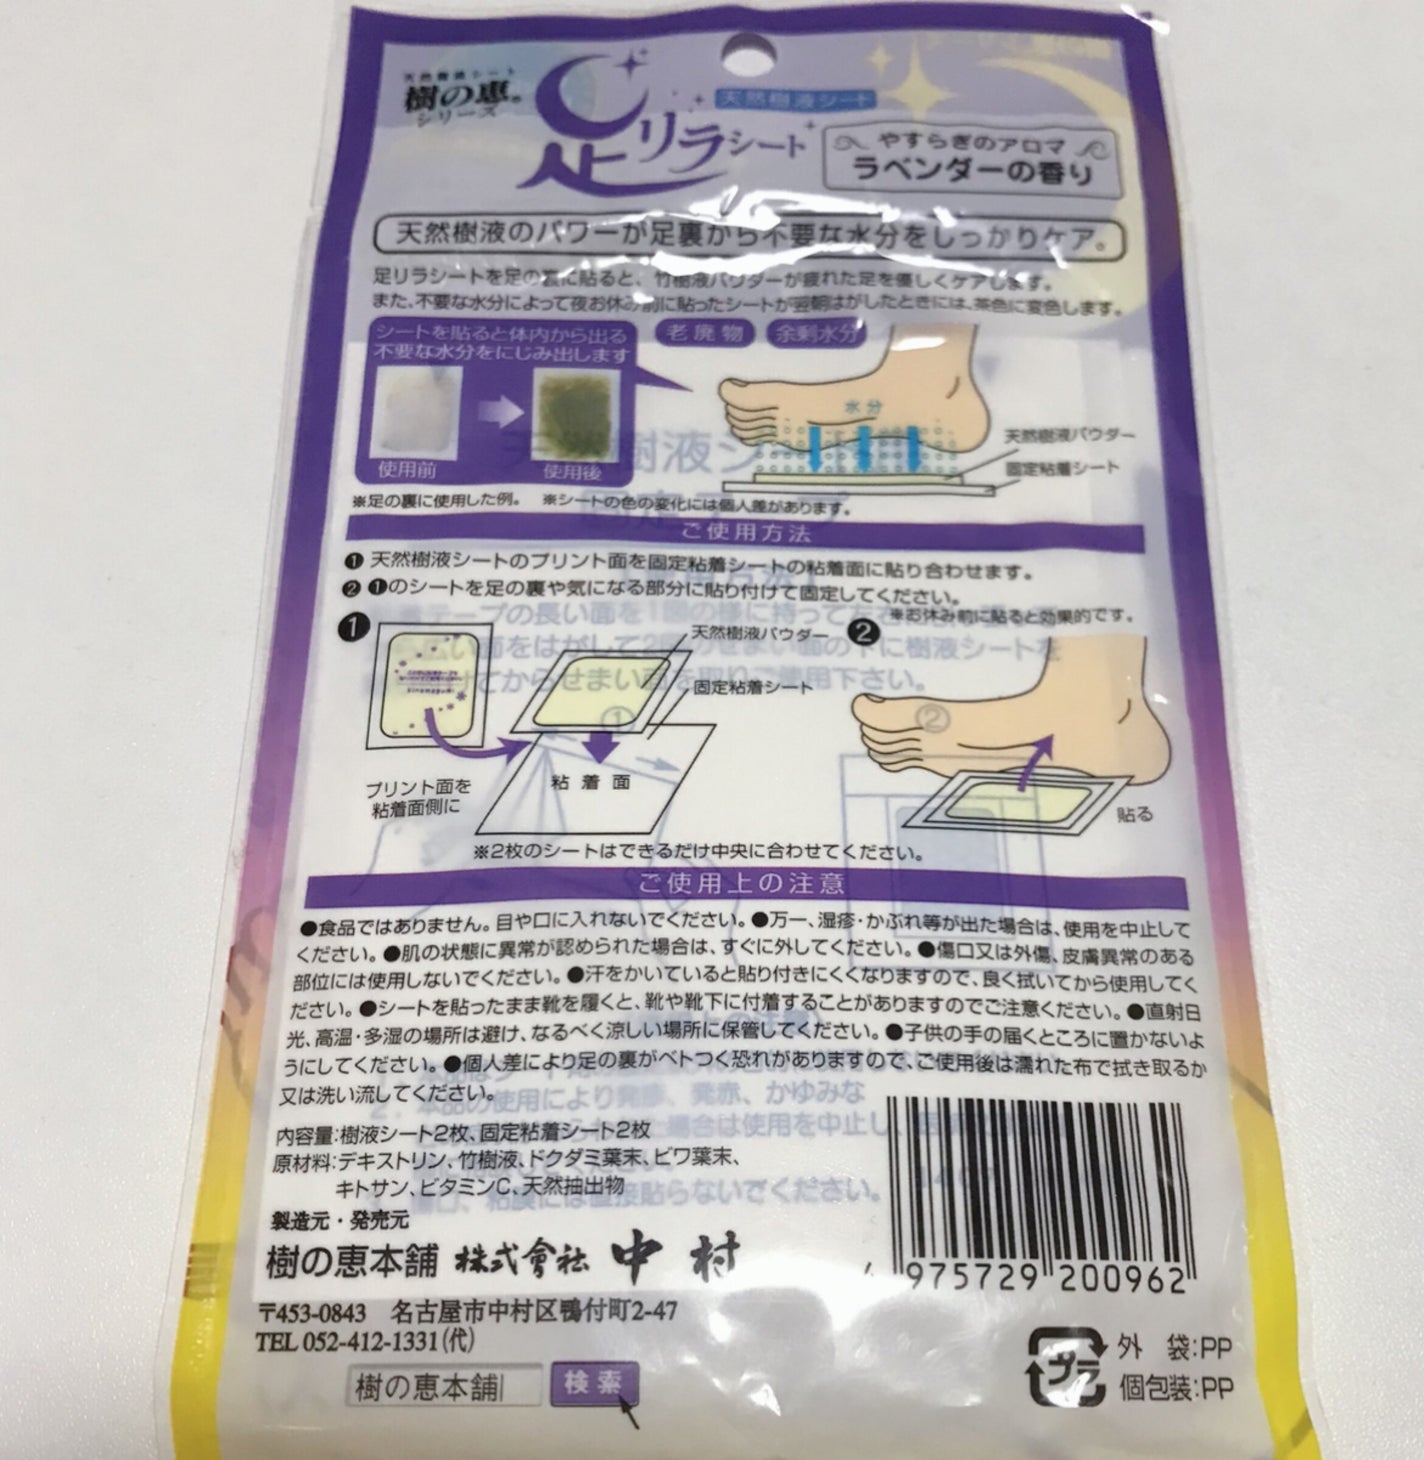 天然樹液シート
樹の恵®
シリーズ
足リラシート
天然樹液シート
やすらぎのアロマ
ラベンダーの香り
天然樹液のパワーが足裏から不要な水分をしっかりケア。
足リラシートを足の裏に貼ると、竹樹液パウダーが疲れた足を優しくケアします。
また、不要な水分によって夜お休み前に貼ったシートが翌朝はがしたときには、茶色に変色します。
シートを貼ると体内から出る
不要な水分をにじみ出します
老廃物
余剰水分
水分
天然樹液パウダー
固定粘着シート
使用前
使用後
※足の裏に使用した例。 ※シートの色の変化には個人差があります。
ご使用方法
❶ 天然樹液シートのプリント面を固定粘着シートの粘着面に貼り合わせます。
❷ ❶のシートを足の裏や気になる部分に貼り付けて固定してください。
※お休み前に貼ると効果的です。
❶
天然樹液パウダー
固定粘着シート
粘着面
プリント面を
粘着面側に
❷
貼る
※2枚のシートはできるだけ中央に合わせてください。
ご使用上の注意
●食品ではありません。目や口に入れないでください。●万一、湿疹・かぶれ等が出た場合は、使用を中止して
ください。●肌の状態に異常が認められた場合は、すぐに外してください。●傷口又は外傷、皮膚異常のある
部位には使用しないでください。●汗をかいていると貼り付きにくくなりますので、良く拭いてから使用してく
ださい。●シートを貼ったまま靴を履くと、靴や靴下に付着することがありますのでご注意ください。●直射日
光、高温・多湿の場所は避け、なるべく涼しい場所に保管してください。●子供の手の届くところに置かないよ
うにしてください。●個人差により足の裏がベトつく恐れがありますので、ご使用後は濡れた布で拭き取るか
又は洗い流してください。
内容量:樹液シート2枚、固定粘着シート2枚
原材料:デキストリン、竹樹液、ドクダミ葉末、ビワ葉末、
キトサン、ビタミンC、天然抽出物
製造元・発売元
樹の恵本舗 株式會社 中村
〒453-0843 名古屋市中村区鴨付町2-47
TEL 052-412-1331(代)
樹の恵本舗
検索
4 975729 200962
プラ
外 袋:PP
個包装:PP